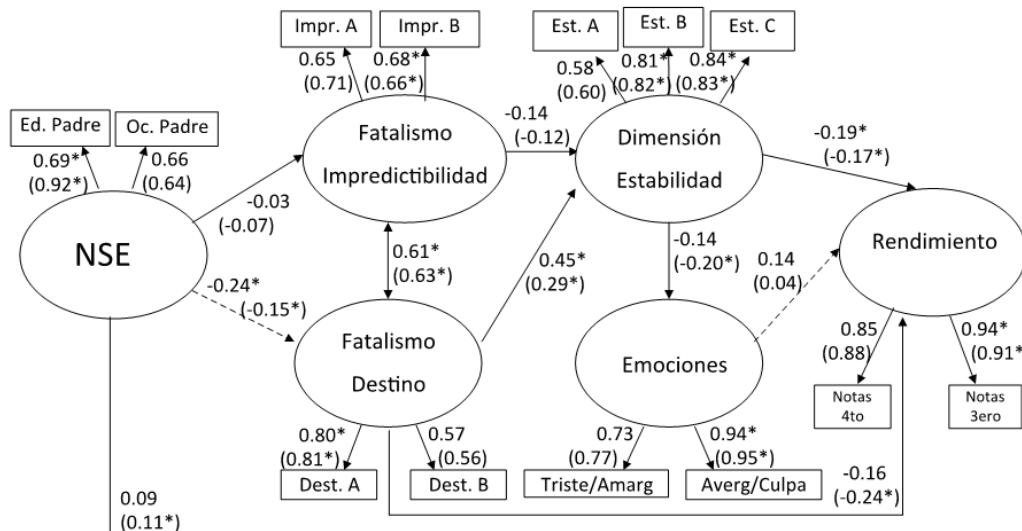 Impr. A
Impr. B
Est. A
Est. B
Est. C
0.65
(0.71)
0.68*
(0.66*)
0.58
(0.60)
0.81*
(0.82*)
0.84*
(0.83*)
Ed. Padre
Oc. Padre
0.69*
(0.92*)
0.66
(0.64)
Fatalismo
Impredictibilidad
-0.14
(-0.12)
Dimensión
Estabilidad
-0.19*
(-0.17*)
NSE
-0.03
(-0.07)
Rendimiento
0.61*
(0.63*)
0.45*
(0.29*)
-0.14
(-0.20*)
0.14
(0.04)
-0.24*
(-0.15*)
Fatalismo
Destino
Emociones
0.85
(0.88)
0.94*
(0.91*
Notas
4to
Notas
3ero
0.80*
(0.81*)
0.57
(0.56)
0.73
(0.77)
0.94*
(0.95*)
Dest. A
Dest. B
Triste/Amarg
Averg/Culpa
-0.16
(-0.24*)
0.09
(0.11*)